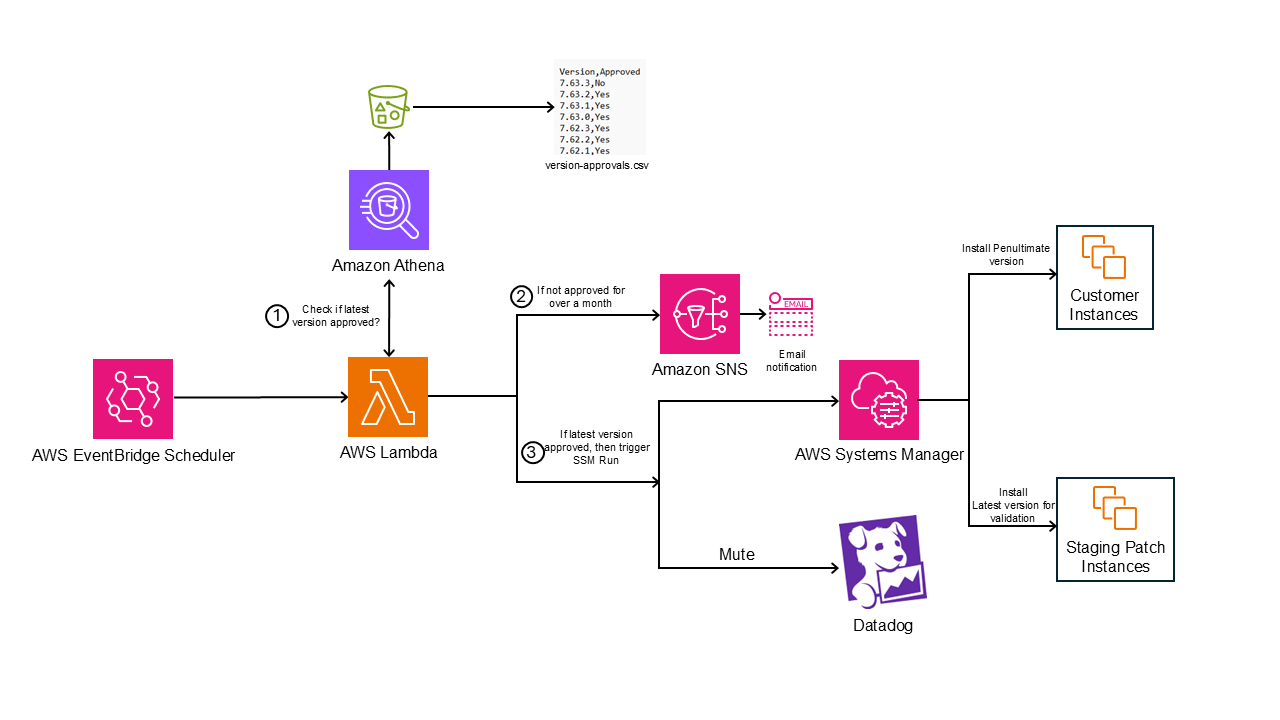 Version,Approved
7.63.3,No
7.63.2,Yes
7.63.1,Yes
7.63.0,Yes
7.62.3,Yes
7.62.2,Yes
7.62.1,Yes
version-approvals.csv
Amazon Athena
1
Check if latest
version approved?
AWS EventBridge Scheduler
AWS Lambda
2
If not approved for
over a month
Amazon SNS
EMAIL
Email
notification
3
If latest version
approved, then trigger
SSM Run
AWS Systems Manager
Mute
Datadog
Install Penultimate
version
Customer
Instances
Install
Latest version for
validation
Staging Patch
Instances